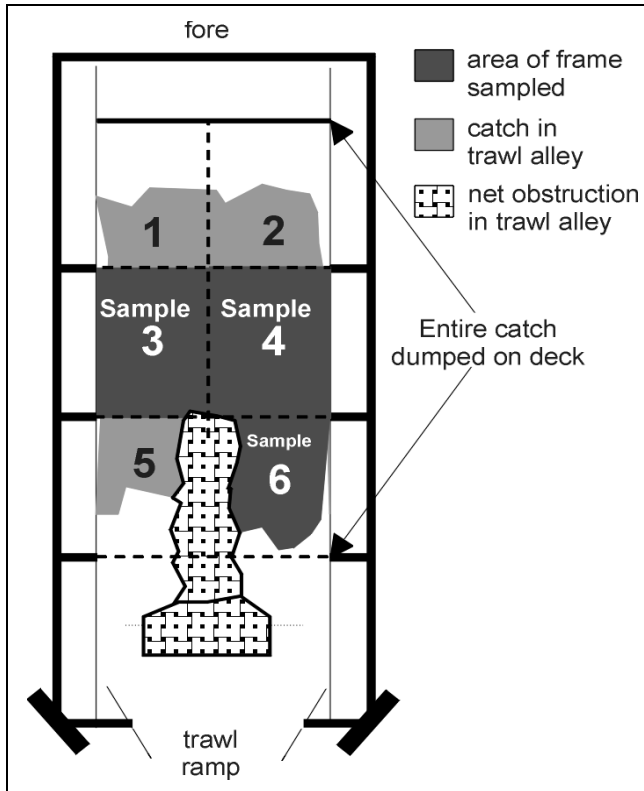 fore
area of frame
sampled
catch in
trawl alley
net obstruction
in trawl alley
1
2
Sample
3
Sample
4
Entire catch
dumped on deck
5
Sample
6
trawl
ramp